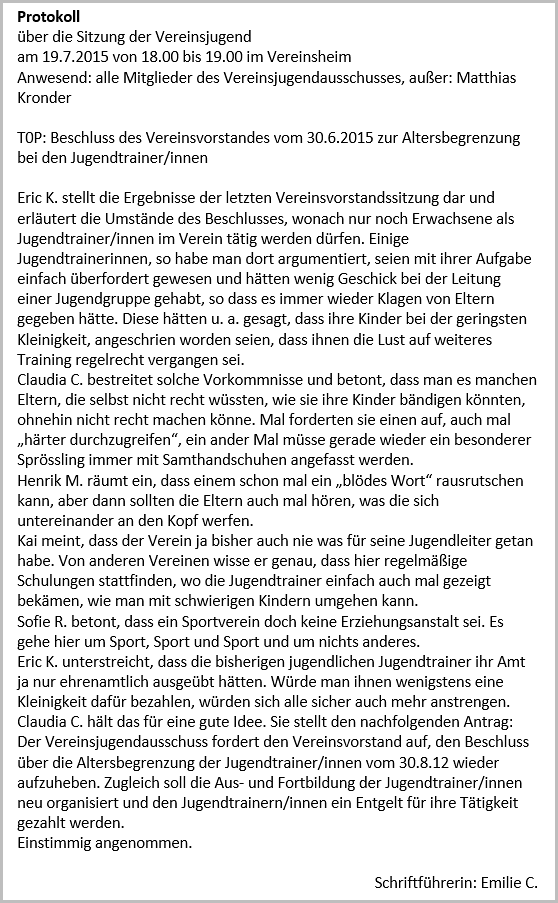 Protokoll
über die Sitzung der Vereinsjugend
am 19.7.2015 von 18.00 bis 19.00 im Vereinsheim
Anwesend: alle Mitglieder des Vereinsjugendausschusses, außer: Matthias
Kronder
T0P: Beschluss des Vereinsvorstandes vom 30.6.2015 zur Altersbegrenzung
bei den Jugendtrainer/innen
Eric K. stellt die Ergebnisse der letzten Vereinsvorstandssitzung dar und
erläutert die Umstände des Beschlusses, wonach nur noch Erwachsene als
Jugendtrainer/innen im Verein tätig werden dürfen. Einige
Jugendtrainerinnen, so habe man dort argumentiert, seien mit ihrer Aufgabe
einfach überfordert gewesen und hätten wenig Geschick bei der Leitung
einer Jugendgruppe gehabt, so dass es immer wieder Klagen von Eltern
gegeben hätte. Diese hätten u. a. gesagt, dass ihre Kinder bei der geringsten
Kleinigkeit, angeschrien worden seien, dass ihnen die Lust auf weiteres
Training regelrecht vergangen sei.
Claudia C. bestreitet solche Vorkommnisse und betont, dass man es manchen
Eltern, die selbst nicht recht wüssten, wie sie ihre Kinder bändigen könnten,
ohnehin nicht recht machen könne. Mal forderten sie einen auf, auch mal
„härter durchzugreifen“, ein ander Mal müsse gerade wieder ein besonderer
Sprössling immer mit Samthandschuhen angefasst werden.
Henrik M. räumt ein, dass einem schon mal ein „blödes Wort“ rausrutschen
kann, aber dann sollten die Eltern auch mal hören, was die sich
untereinander an den Kopf werfen.
Kai meint, dass der Verein ja bisher auch nie was für seine Jugendleiter getan
habe. Von anderen Vereinen wisse er genau, dass hier regelmäßige
Schulungen stattfinden, wo die Jugendtrainer einfach auch mal gezeigt
bekämen, wie man mit schwierigen Kindern umgehen kann.
Sofie R. betont, dass ein Sportverein doch keine Erziehungsanstalt sei. Es
gehe hier um Sport, Sport und Sport und um nichts anderes.
Eric K. unterstreicht, dass die bisherigen jugendlichen Jugendtrainer ihr Amt
ja nur ehrenamtlich ausgeübt hätten. Würde man ihnen wenigstens eine
Kleinigkeit dafür bezahlen, würden sich alle sicher auch mehr anstrengen.
Claudia C. hält das für eine gute Idee. Sie stellt den nachfolgenden Antrag:
Der Vereinsjugendausschuss fordert den Vereinsvorstand auf, den Beschluss
über die Altersbegrenzung der Jugendtrainer/innen vom 30.8.12 wieder
aufzuheben. Zugleich soll die Aus- und Fortbildung der Jugendtrainer/innen
neu organisiert und den Jugendtrainern/innen ein Entgelt für ihre Tätigkeit
gezahlt werden.
Einstimmig angenommen.
Schriftführerin: Emilie C.